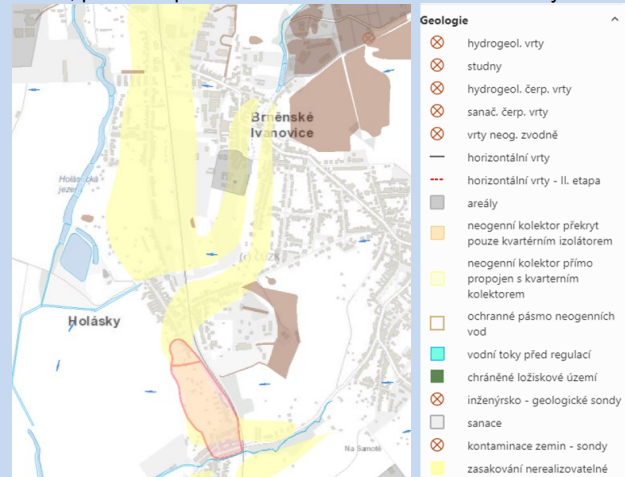 Brněnské
Ivanovice
Holásky
Na Samotě
(c) ČÚZK
Geologie
hydrogeol. vrty
studny
hydrogeol. čerp. vrty
sanač. čerp. vrty
vrty neog. zvodně
horizontální vrty
horizontální vrty - II. etapa
areály
neogenní kolektor překryt
pouze kvartérním izolátorem
neogenní kolektor přímo
propojen s kvarterním
kolektorem
ochranné pásmo neogenních
vod
vodní toky před regulací
chráněné ložiskové území
inženýrsko - geologické sondy
sanace
kontaminace zemin - sondy
zasakování nerealizovatelné